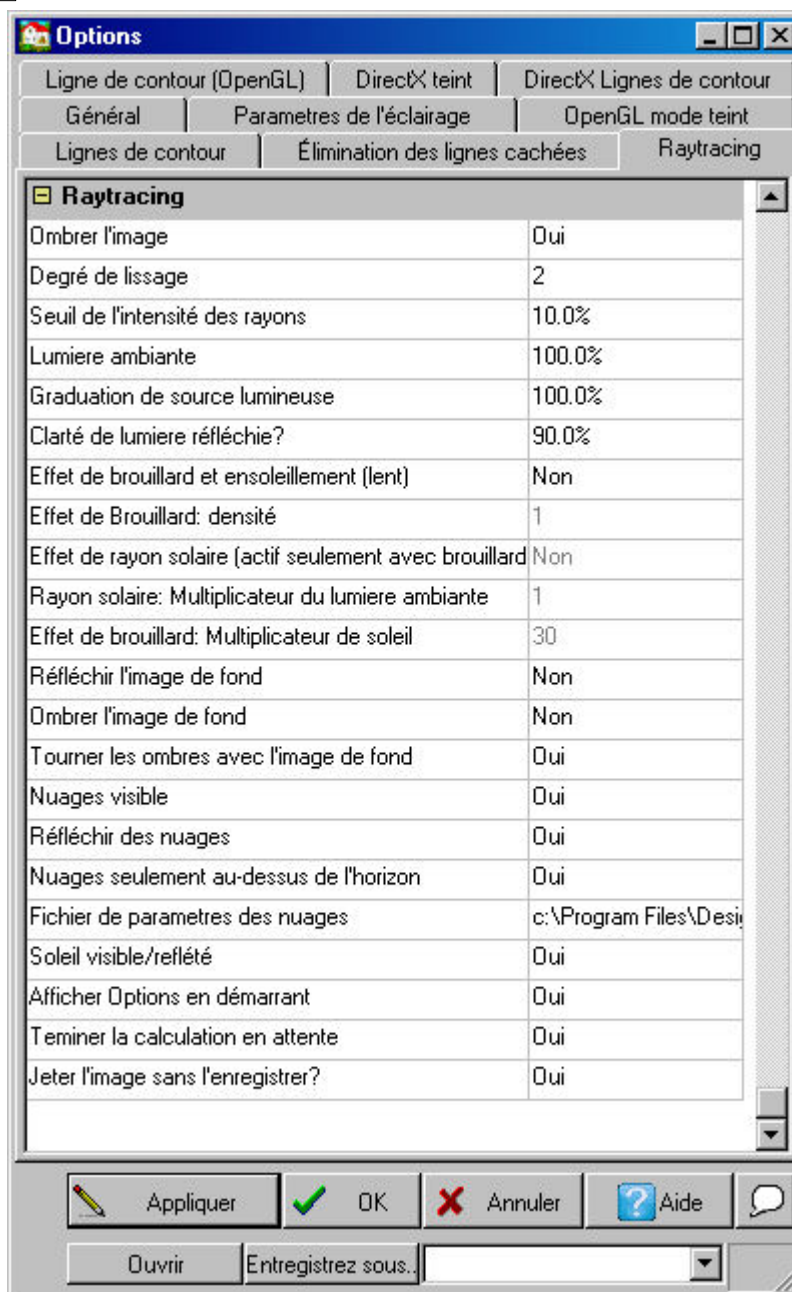 Options
Ligne de contour (OpenGL) DirectX teint DirectX Lignes de contour
Général Parametres de l'éclairage OpenGL mode teint
Lignes de contour Élimination des lignes cachées Raytracing
Raytracing
Ombrer l'image Oui
Degré de lissage 2
Seuil de l'intensité des rayons 10.0%
Lumiere ambiante 100.0%
Graduation de source lumineuse 100.0%
Clarté de lumiere réfléchie? 90.0%
Effet de brouillard et ensoleillement (lent) Non
Effet de Brouillard: densité 1
Effet de rayon solaire (actif seulement avec brouillard Non
Rayon solaire: Multiplicateur du lumiere ambiante 1
Effet de brouillard: Multiplicateur de soleil 30
Réfléchir l'image de fond Non
Ombrer l'image de fond Non
Tourner les ombres avec l'image de fond Oui
Nuages visible Oui
Réfléchir des nuages Oui
Nuages seulement au-dessus de l'horizon Oui
Fichier de parametres des nuages c:\Program Files\Desig
Soleil visible/reflété Oui
Afficher Options en démarrant Oui
Teminer la calculation en attente Oui
Jeter l'image sans l'enregistrer? Oui
Appliquer OK Annuler ? Aide
Ouvrir Entregistrez sous..